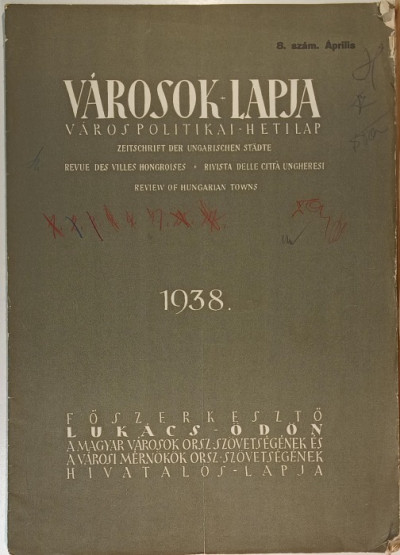 8. szám. Április
VÁROSOK-LAPJA
VÁROSPOLITIKAI-HETILAP
ZEITSCHRIFT DER UNGARISCHEN STÄDTE
REVUE DES VILLES HONGROISES • RIVISTA DELLE CITTÀ UNGHERESI
REVIEW OF HUNGARIAN TOWNS
1938.
FŐSZERKESZTŐ
LUKÁCS-ÖDÖN
A MAGYAR VÁROSOK ORSZ. SZÖVETSÉGÉNEK ÉS
A VÁROSI MÉRNÖKÖK ORSZ. SZÖVETSÉGÉNEK
HIVATALOS-LAPJA